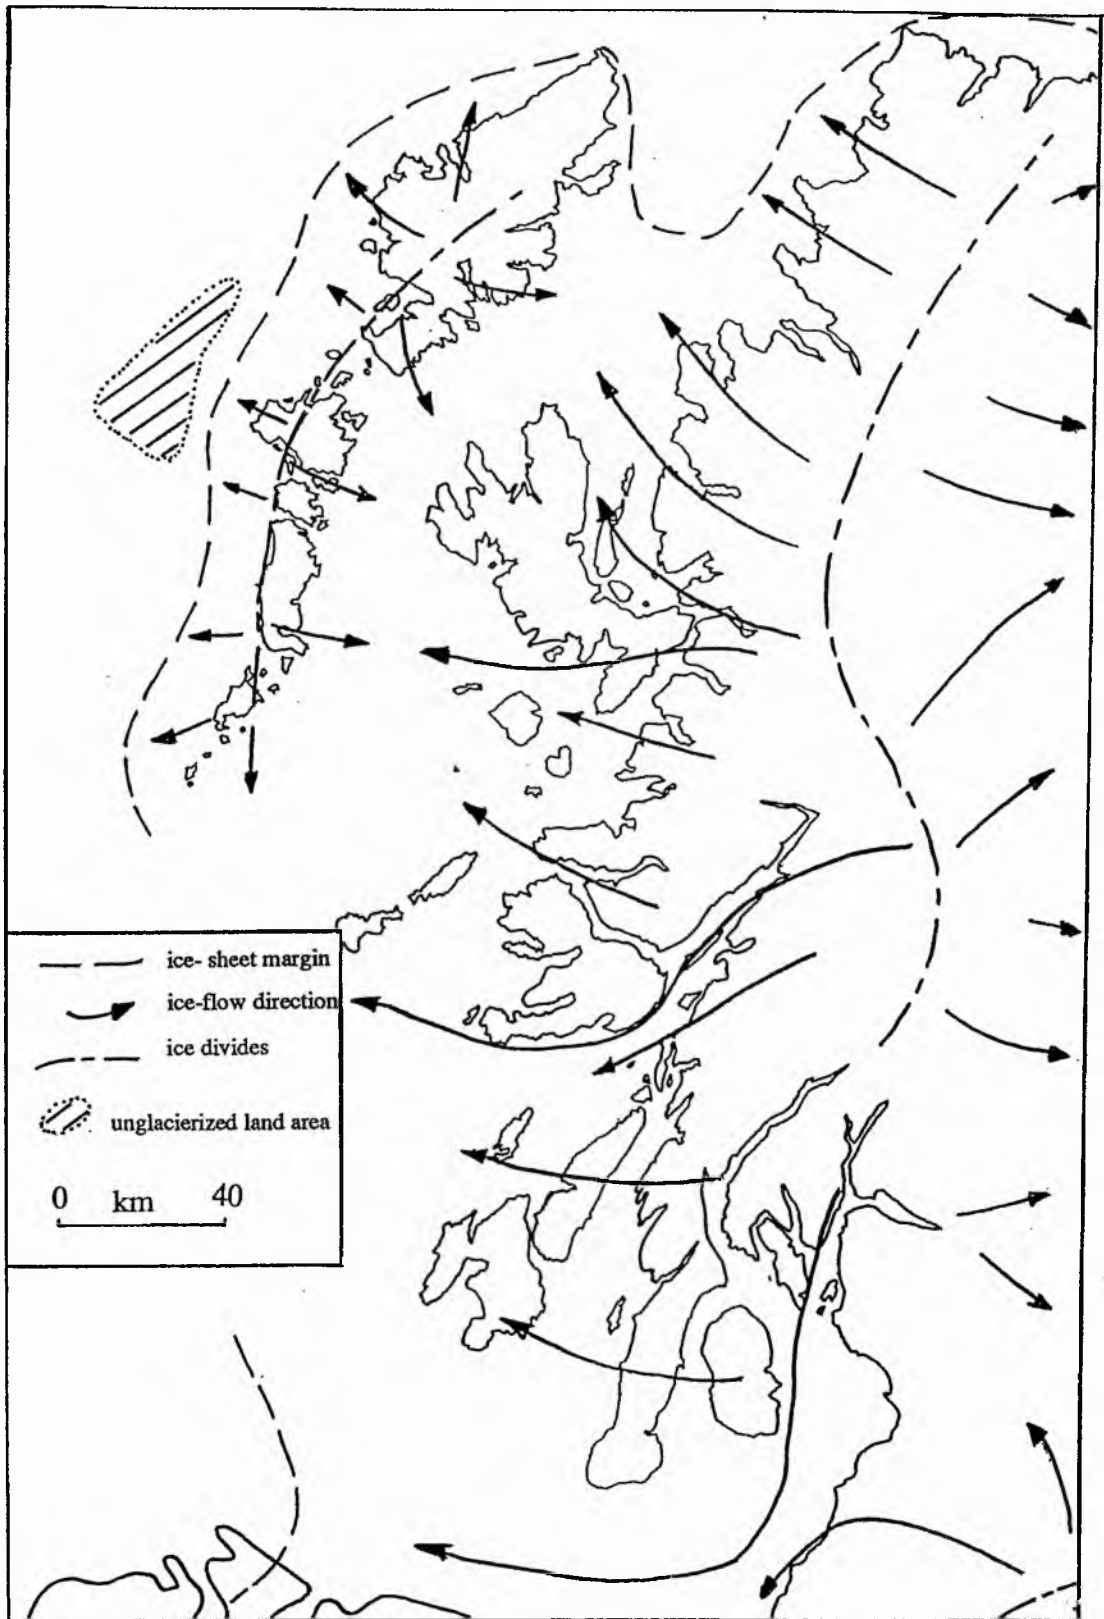 ice- sheet margin
ice-flow direction
ice divides
unglacierized land area
0 km 40